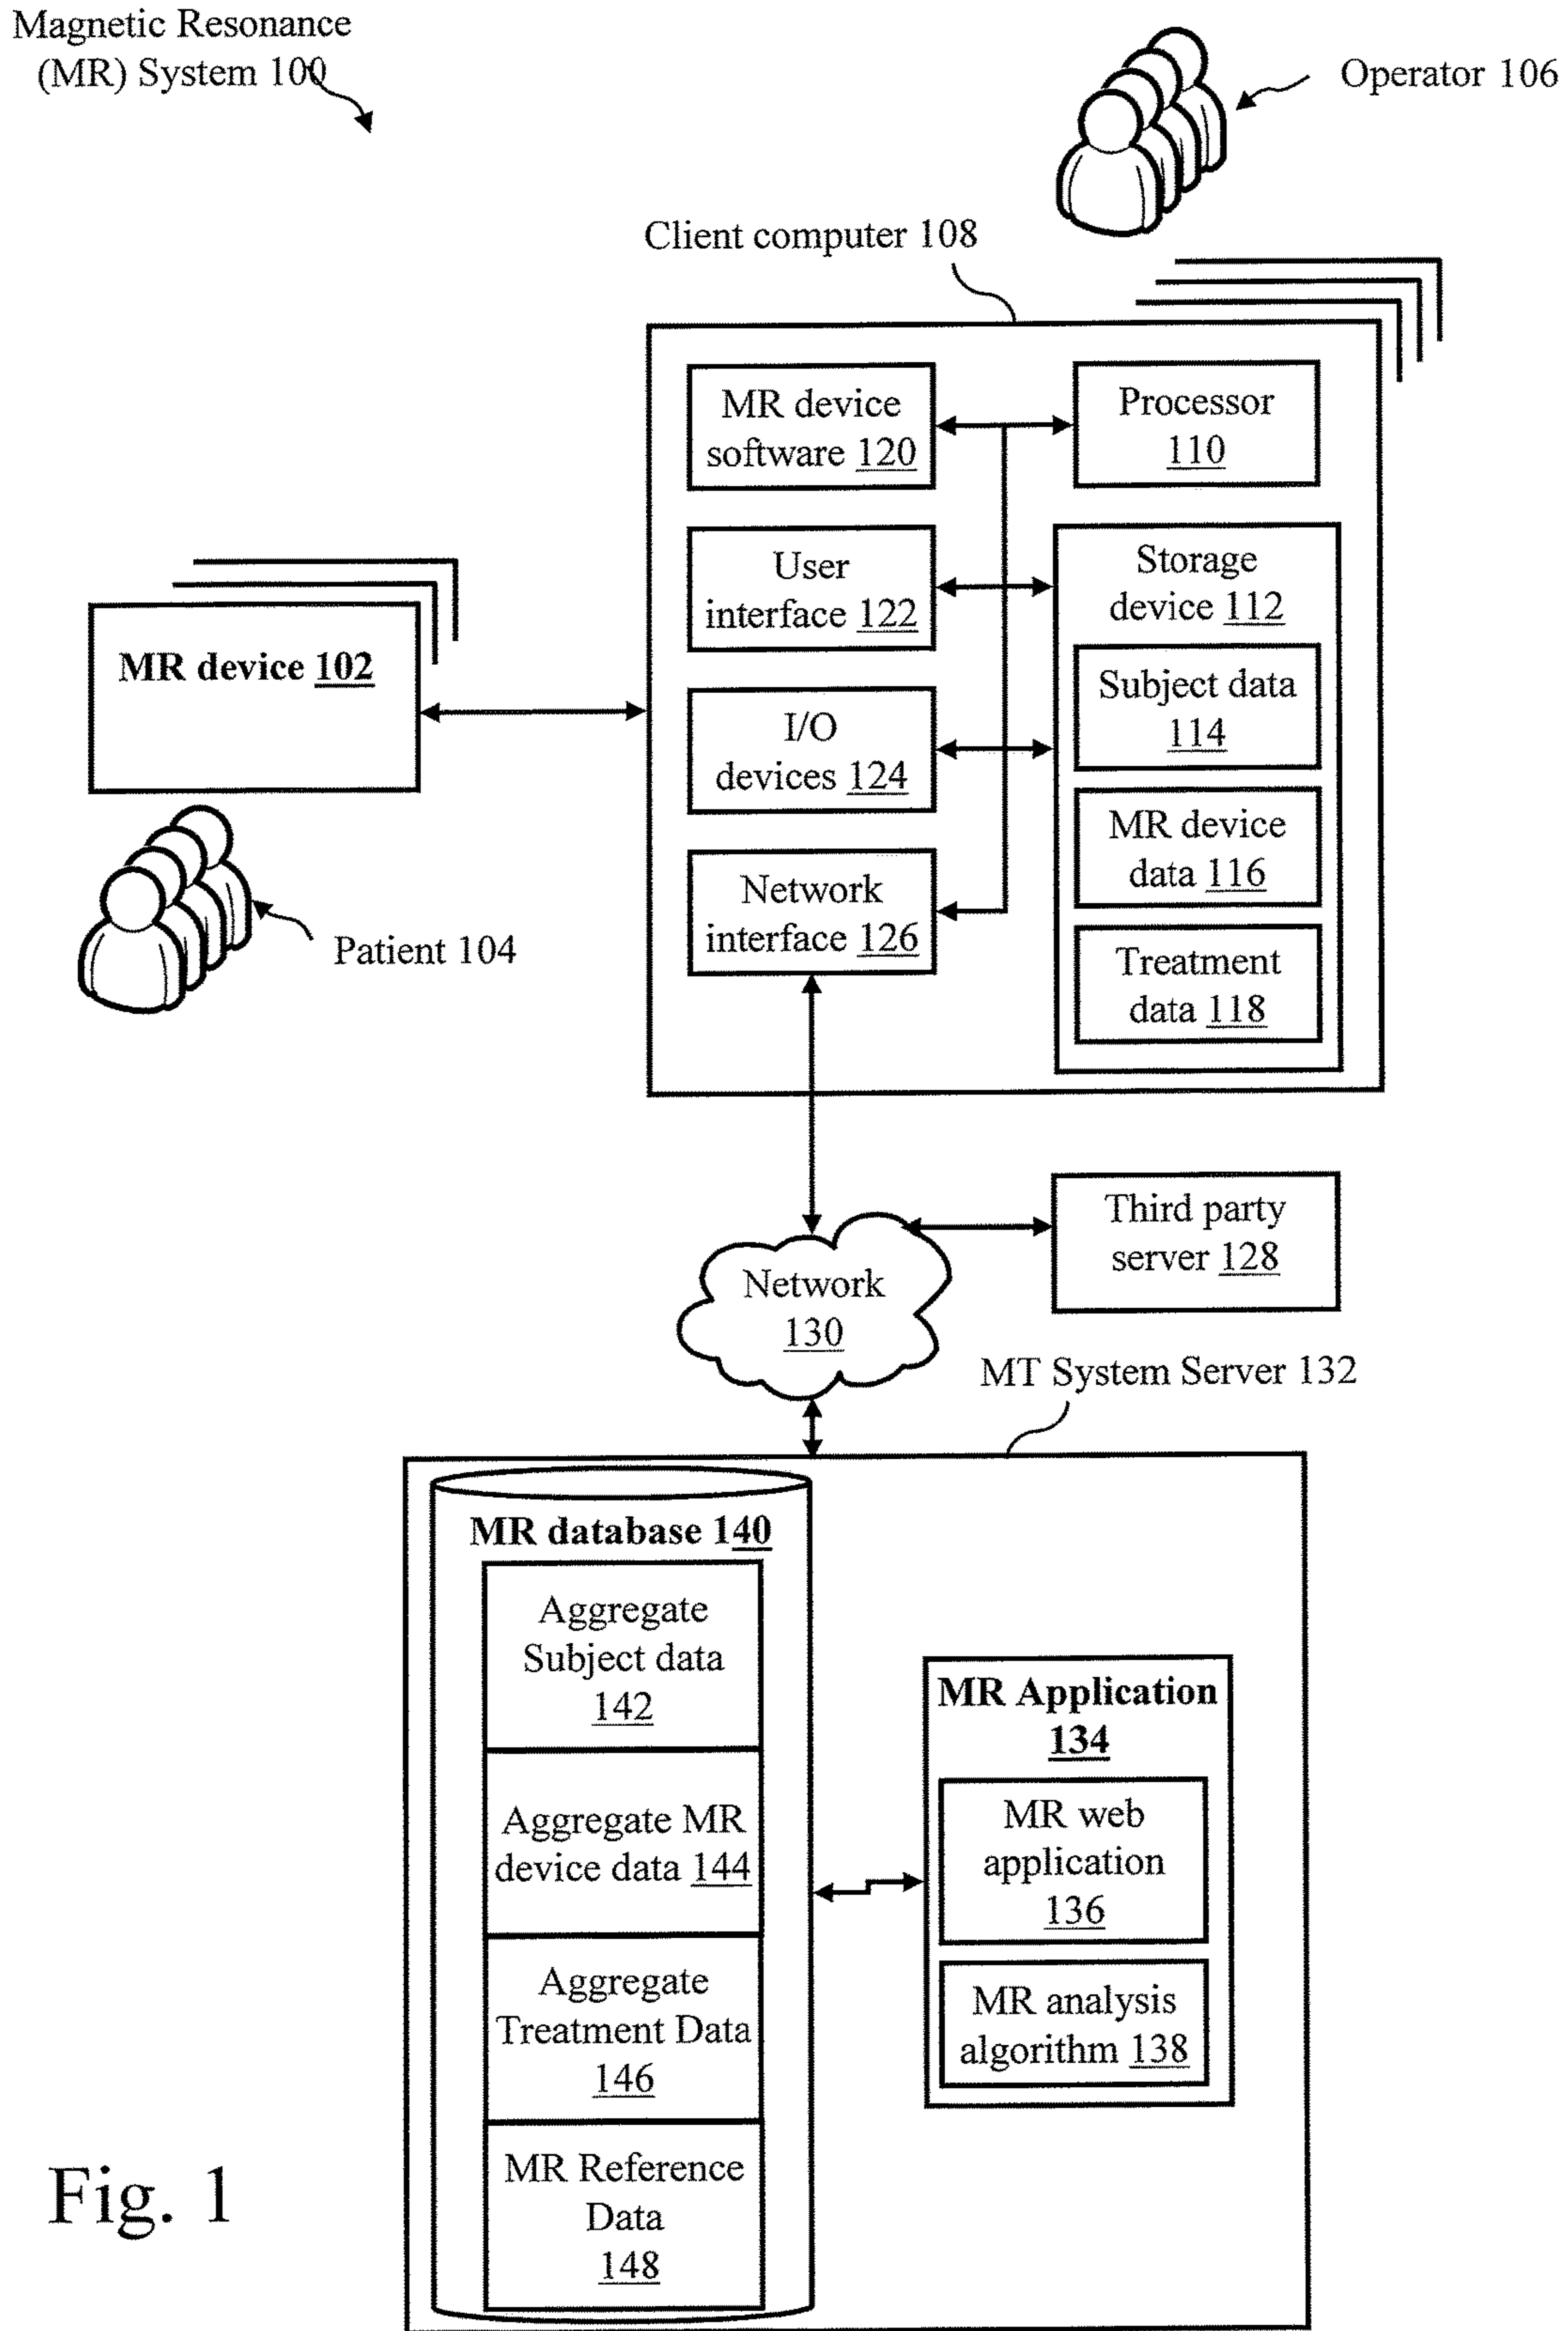 Magnetic Resonance
(MR) System 100
Operator 106
Client computer 108
MR device
software 120
Processor
110
User
interface 122
Storage
device 112
MR device 102
Subject data
114
I/O
devices 124
MR device
data 116
Network
interface 126
Patient 104
Treatment
data 118
Third party
server 128
Network
130
MT System Server 132
MR database 140
Aggregate
Subject data
142
Aggregate MR
device data 144
Aggregate
Treatment Data
146
MR Reference
Data
148
MR Application
134
MR web
application
136
MR analysis
algorithm 138
Fig. 1